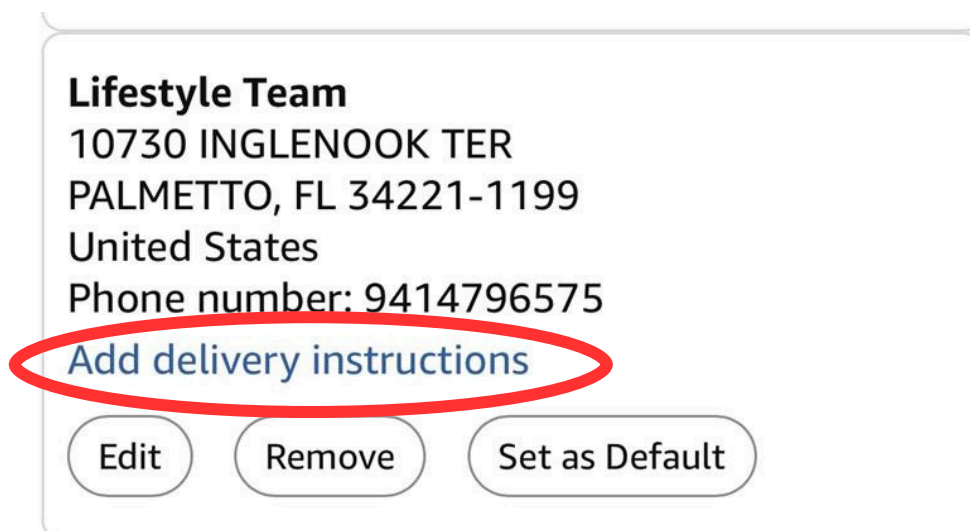 Lifestyle Team
10730 INGLENOOK TER
PALMETTO, FL 34221-1199
United States
Phone number: 9414796575
Add delivery instructions
Edit Remove Set as Default